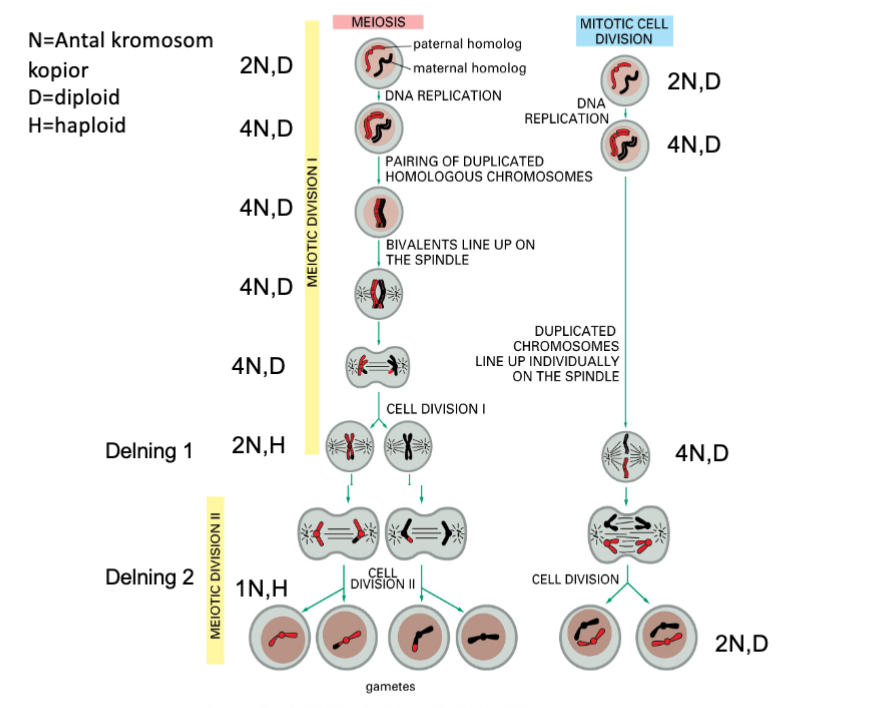 N=Antal kromosom
kopior
D=diploid
H=haploid
MEIOSIS
paternal homolog
maternal homolog
2N,D
DNA REPLICATION
4N,D
PAIRING OF DUPLICATED
HOMOLOGOUS CHROMOSOMES
4N,D
BIVALENTS LINE UP ON
THE SPINDLE
4N,D
4N,D
CELL DIVISION I
MEIOTIC DIVISION I
Delning 1
2N,H
MEIOTIC DIVISION II
Delning 2
CELL
DIVISION II
1N,H
gametes
MITOTIC CELL
DIVISION
2N,D
DNA
REPLICATION
4N,D
DUPLICATED
CHROMOSOMES
LINE UP INDIVIDUALLY
ON THE SPINDLE
4N,D
CELL DIVISION
2N,D